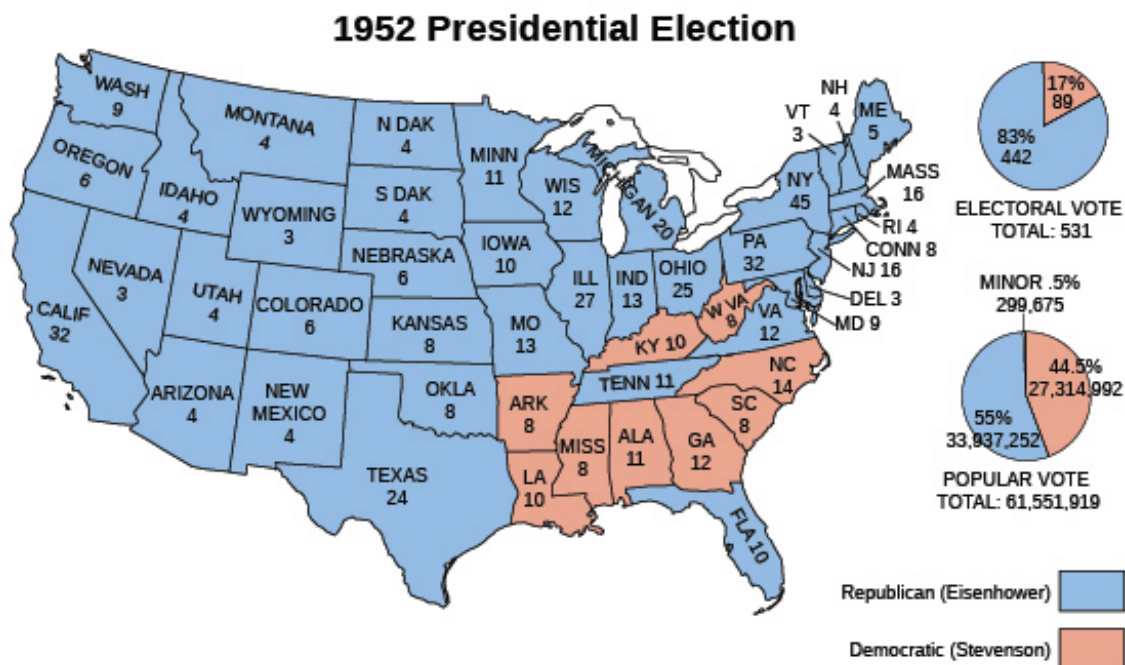 1952 Presidential Election
WASH
9
OREGON
6
CALIF
32
IDAHO
4
NEVADA
3
MONTANA
4
WYOMING
3
UTAH
4
COLORADO
6
ARIZONA
4
NEW
MEXICO
4
N DAK
4
S DAK
4
NEBRASKA
6
KANSAS
8
OKLA
8
TEXAS
24
MINN
11
IOWA
10
MO
13
ARK
8
LA
10
WIS
12
ILL
27
MICHIGAN 20
IND
13
OHIO
25
KY 10
TENN 11
MISS
8
ALA
11
GA
12
FLA 10
SC
8
NC
14
VA
12
W VA
8
PA
32
NY
45
VT
3
NH
4
ME
5
MASS
16
RI 4
CONN 8
NJ 16
DEL 3
MD 9
17%
89
83%
442
ELECTORAL VOTE
TOTAL: 531
MINOR .5%
299,675
44.5%
27,314,992
55%
33,937,252
POPULAR VOTE
TOTAL: 61,551,919
Republican (Eisenhower)
Democratic (Stevenson)